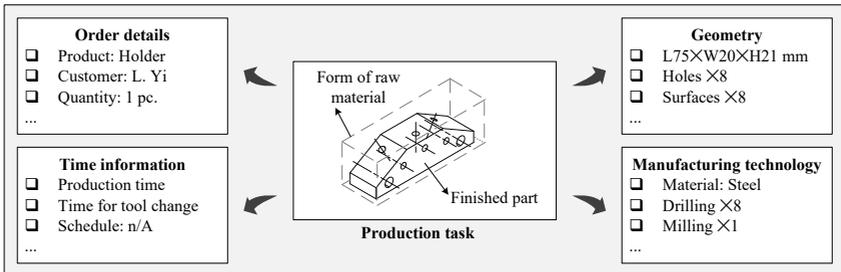 Order details
❑ Product: Holder
❑ Customer: L. Yi
❑ Quantity: 1 pc.
...
Time information
❑ Production time
❑ Time for tool change
❑ Schedule: n/A
...
Form of raw
material
Finished part
Production task
Geometry
❑ L75×W20×H21 mm
❑ Holes ×8
❑ Surfaces ×8
...
Manufacturing technology
❑ Material: Steel
❑ Drilling ×8
❑ Milling ×1
...